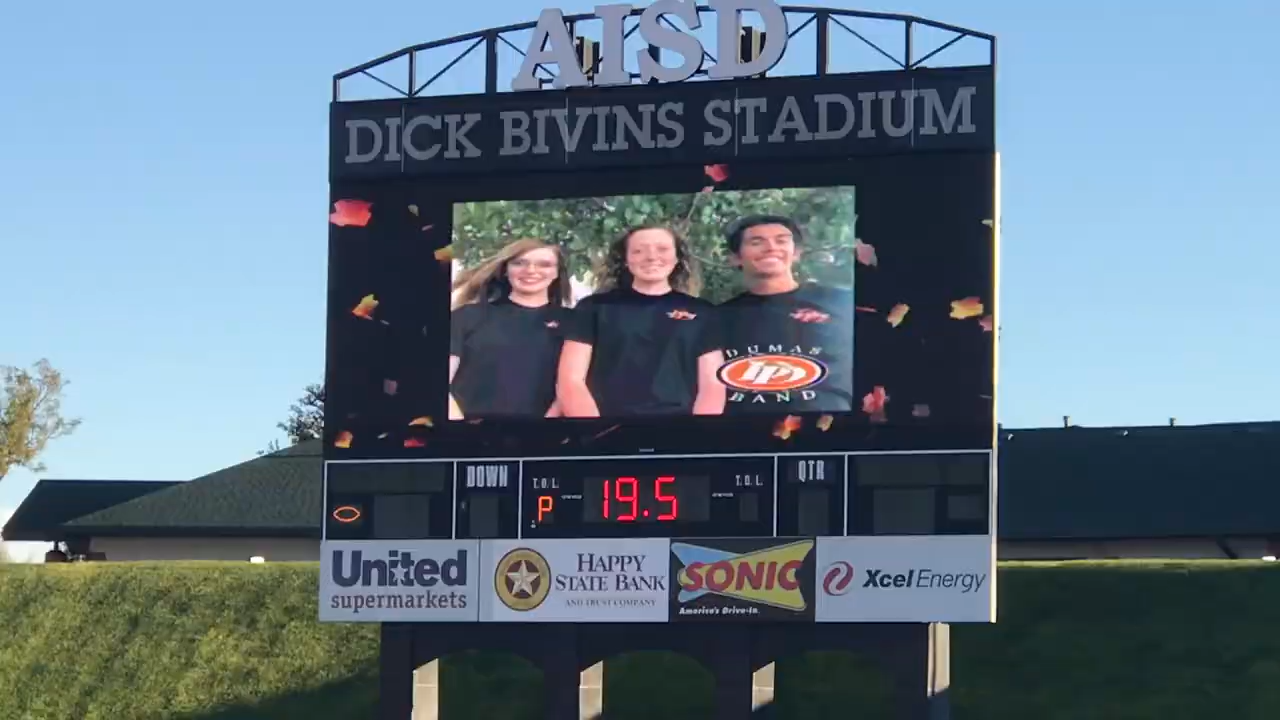 AISD
DICK BIVINS STADIUM
DUMAS
DP
BAND
DOWN
T.O.L.
P
19.5
T.O.L.
QTR
United
supermarkets
HAPPY
STATE BANK
AND TRUST COMPANY
SONIC
America's Drive-In.
Xcel Energy